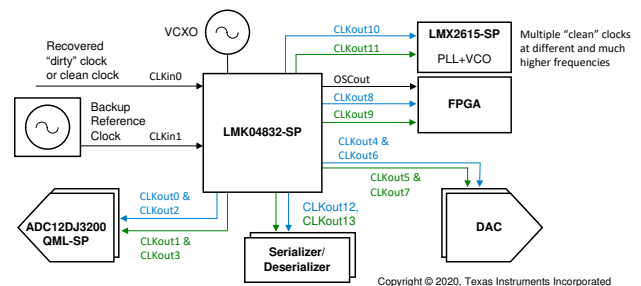 VCXO
Recovered
"dirty" clock
or clean clock
CLKin0
Backup
Reference
Clock
CLKin1
LMK04832-SP
CLKout10
CLKout11
OSCout
CLKout8
CLKout9
LMX2615-SP
PLL+VCO
Multiple “clean” clocks
at different and much
higher frequencies
FPGA
CLKout4 &
CLKout6
CLKout5 &
CLKout7
DAC
CLKout0 &
CLKout2
CLKout1 &
CLKout3
ADC12DJ3200
QML-SP
CLKout12,
CLKout13
Serializer/
Deserializer
Copyright © 2020, Texas Instruments Incorporated